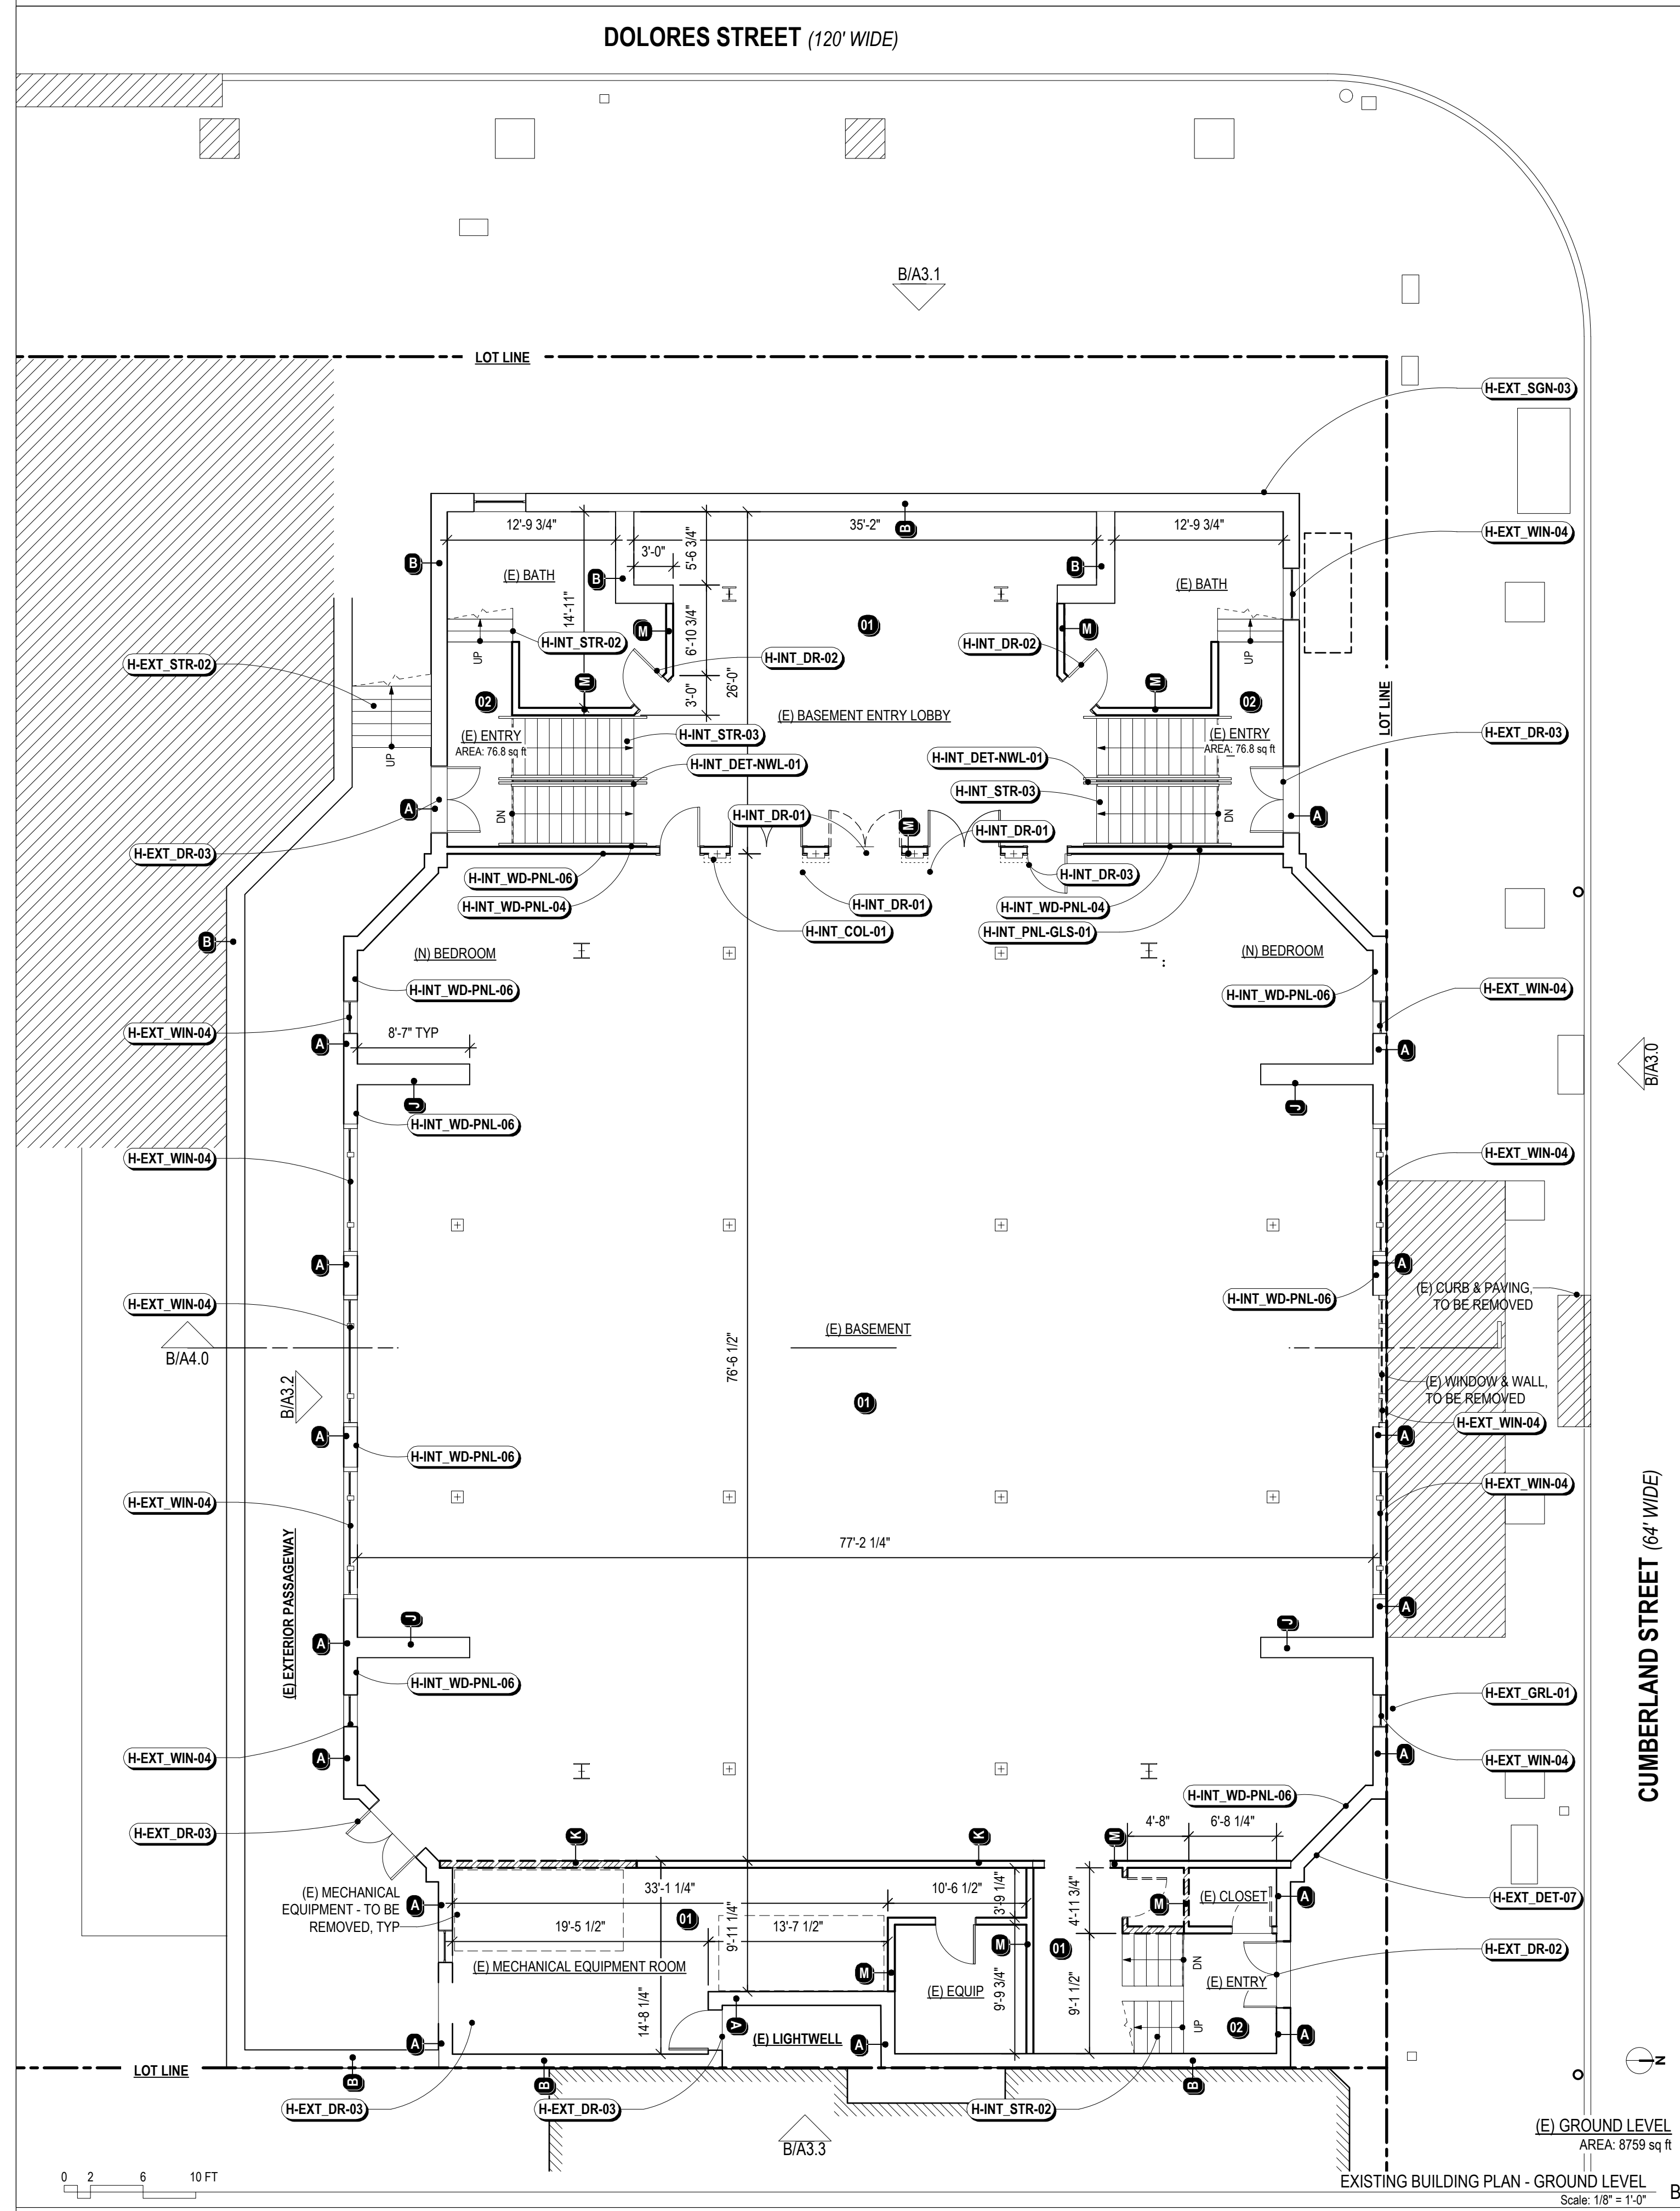 DOLORES STREET (120' WIDE)
B/A3.1
LOT LINE
H-EXT_SGN-03
12'-9 3/4"
35'-2"
12'-9 3/4"
B
H-EXT_WIN-04
5'-6 3/4"
3'-0"
B
B
B
(E) BATH
(E) BATH
14'-11"
6'-10 3/4"
01
M
M
H-INT_STR-02
H-INT_DR-02
H-INT_DR-02
UP
UP
H-EXT_STR-02
M
M
3'-0"
26'-0"
02
02
LOT LINE
(E) BASEMENT ENTRY LOBBY
(E) ENTRY
AREA: 76.8 sq ft
(E) ENTRY
AREA: 76.8 sq ft
H-INT_STR-03
H-EXT_DR-03
UP
H-INT_DET-NWL-01
H-INT_DET-NWL-01
H-INT_STR-03
A
DN
H-INT_DR-01
M
H-INT_DR-01
DN
A
H-EXT_DR-03
H-INT_WD-PNL-06
H-INT_DR-03
H-INT_WD-PNL-04
H-INT_DR-01
H-INT_WD-PNL-04
H-INT_COL-01
H-INT_PNL-GLS-01
B
(N) BEDROOM
(N) BEDROOM
H-INT_WD-PNL-06
H-INT_WD-PNL-06
H-EXT_WIN-04
H-EXT_WIN-04
8'-7" TYP
A
A
B/A3.0
J
J
H-INT_WD-PNL-06
H-EXT_WIN-04
H-EXT_WIN-04
A
A
(E) CURB & PAVING,
TO BE REMOVED
H-INT_WD-PNL-06
H-EXT_WIN-04
(E) BASEMENT
B/A4.0
76'-6 1/2"
B/A3.2
(E) WINDOW & WALL,
TO BE REMOVED
01
H-EXT_WIN-04
A
A
H-INT_WD-PNL-06
H-EXT_WIN-04
H-EXT_WIN-04
77'-2 1/4"
CUMBERLAND STREET (64' WIDE)
(E) EXTERIOR PASSAGEWAY
A
J
J
A
H-INT_WD-PNL-06
H-EXT_GRL-01
H-EXT_WIN-04
A
A
H-EXT_WIN-04
H-INT_WD-PNL-06
H-EXT_DR-03
4'-8"
6'-8 1/4"
K
K
M
(E) MECHANICAL
EQUIPMENT - TO BE
REMOVED, TYP
A
33'-1 1/4"
10'-6 1/2"
3'-9 1/4"
4'-11 3/4"
M
(E) CLOSET
A
H-EXT_DET-07
19'-5 1/2"
01
9'-11 1/4"
13'-7 1/2"
M
01
H-EXT_DR-02
(E) MECHANICAL EQUIPMENT ROOM
M
(E) EQUIP
9'-9 3/4"
9'-1 1/2"
DN
(E) ENTRY
14'-8 1/4"
A
(E) LIGHTWELL
A
UP
02
A
A
N
LOT LINE
B
B
B
H-EXT_DR-03
H-EXT_DR-03
H-INT_STR-02
B/A3.3
(E) GROUND LEVEL
AREA: 8759 sq ft
0 2 6 10 FT
EXISTING BUILDING PLAN - GROUND LEVEL
Scale: 1/8" = 1'-0"